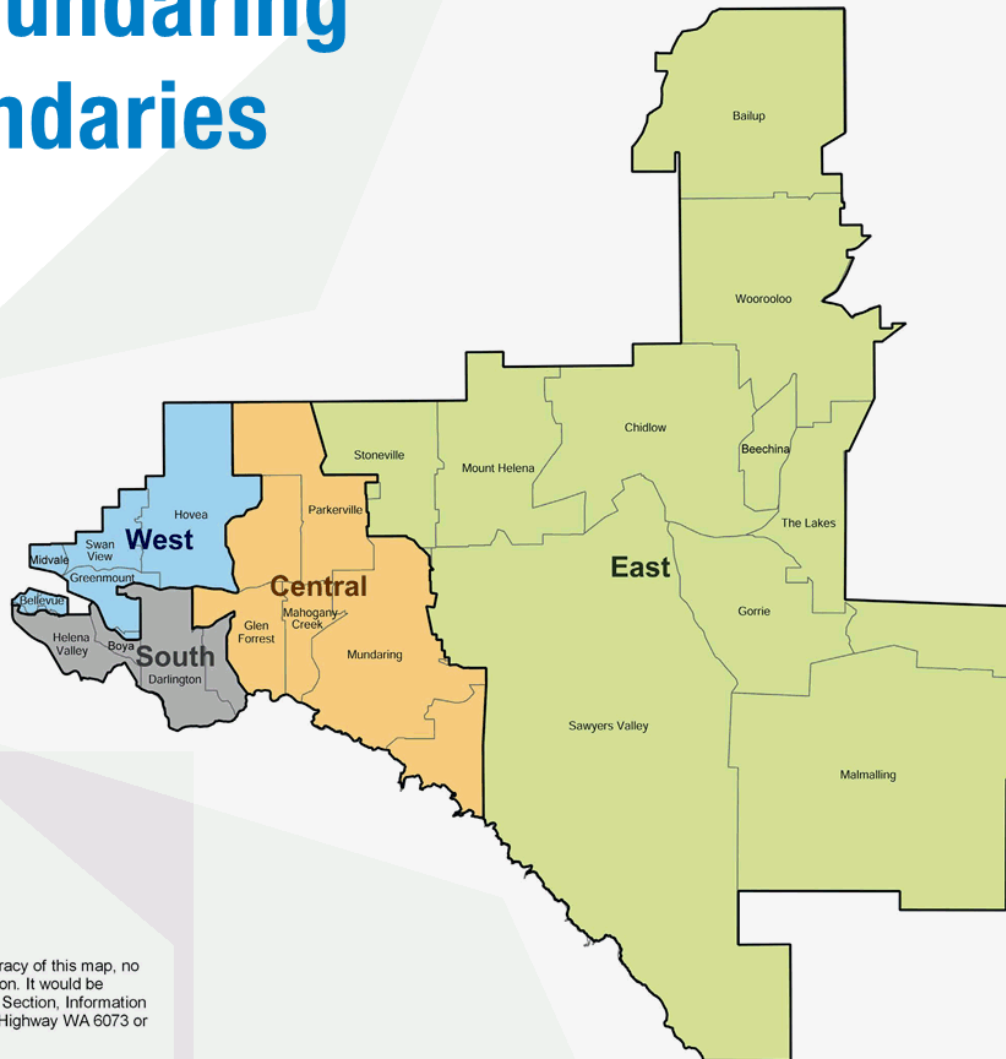 undaring
ndaries
Bailup
Woorooloo
Chidlow
Beechina
Stoneville
Mount Helena
Parkerville
Hovea
The Lakes
West
Swan
View
Midvale
East
Greenmount
Central
Bellevue
Gorrie
Mahogany
Creek
Glen
Forrest
Helena
Valley
Boya
South
Mundaring
Darlington
Sawyers Valley
Malmalling
racy of this map, no
on. It would be
Section, Information
Highway WA 6073 or